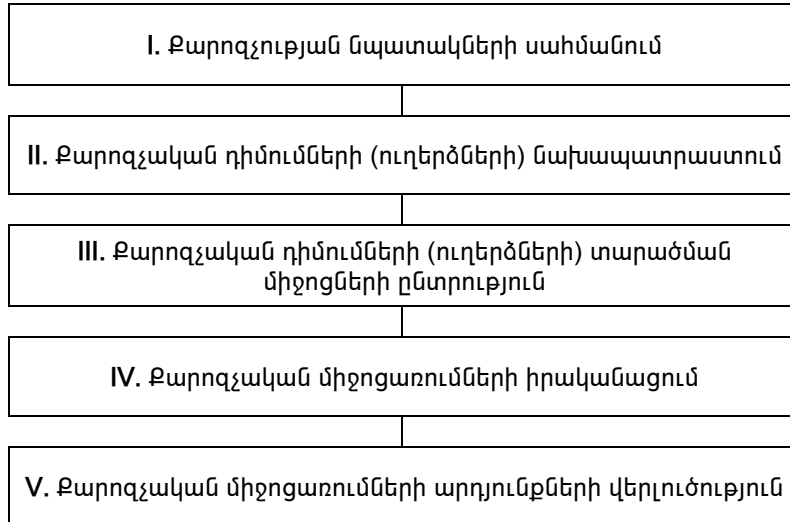 I. Քարոզչության նպատակների սահմանում
II. Քարոզչական դիմումների (ուղերձների) նախապատրաստում
III. Քարոզչական դիմումների (ուղերձների) տարածման
միջոցների ընտրություն
IV. Քարոզչական միջոցառումների իրականացում
V. Քարոզչական միջոցառումների արդյունքների վերլուծություն